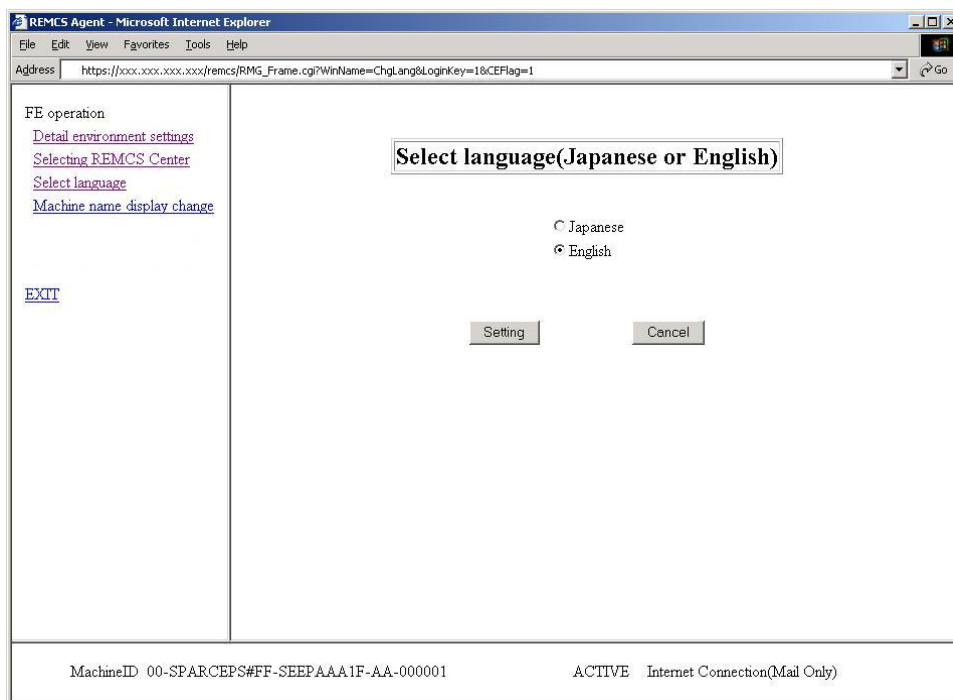 REMCS Agent - Microsoft Internet Explorer
File Edit View Favorites Tools Help
Address https://xxx.xxx.xxx.xxx/remcs/RMG_Frame.cgi?WinName=ChgLang&LoginKey=1&CEFlag=1 Go
FE operation
Detail environment settings
Selecting REMCS Center
Select language
Machine name display change
EXIT
Select language(Japanese or English)
Japanese
English
Setting Cancel
MachineID 00-SPARCEPS#FF-SEEPAAA1F-AA-000001 ACTIVE Internet Connection(Mail Only)